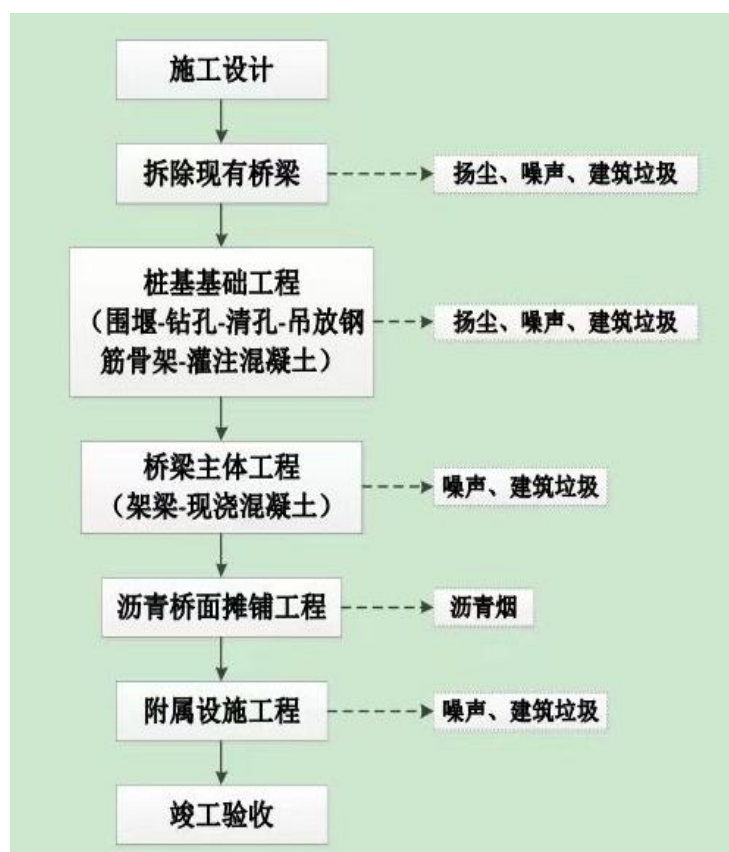 施工设计
拆除现有桥梁
扬尘、噪声、建筑垃圾
桩基基础工程
（围堰-钻孔-清孔-吊放钢
筋骨架-灌注混凝土）
扬尘、噪声、建筑垃圾
桥梁主体工程
（架梁-现浇混凝土）
噪声、建筑垃圾
沥青桥面摊铺工程
沥青烟
附属设施工程
噪声、建筑垃圾
竣工验收